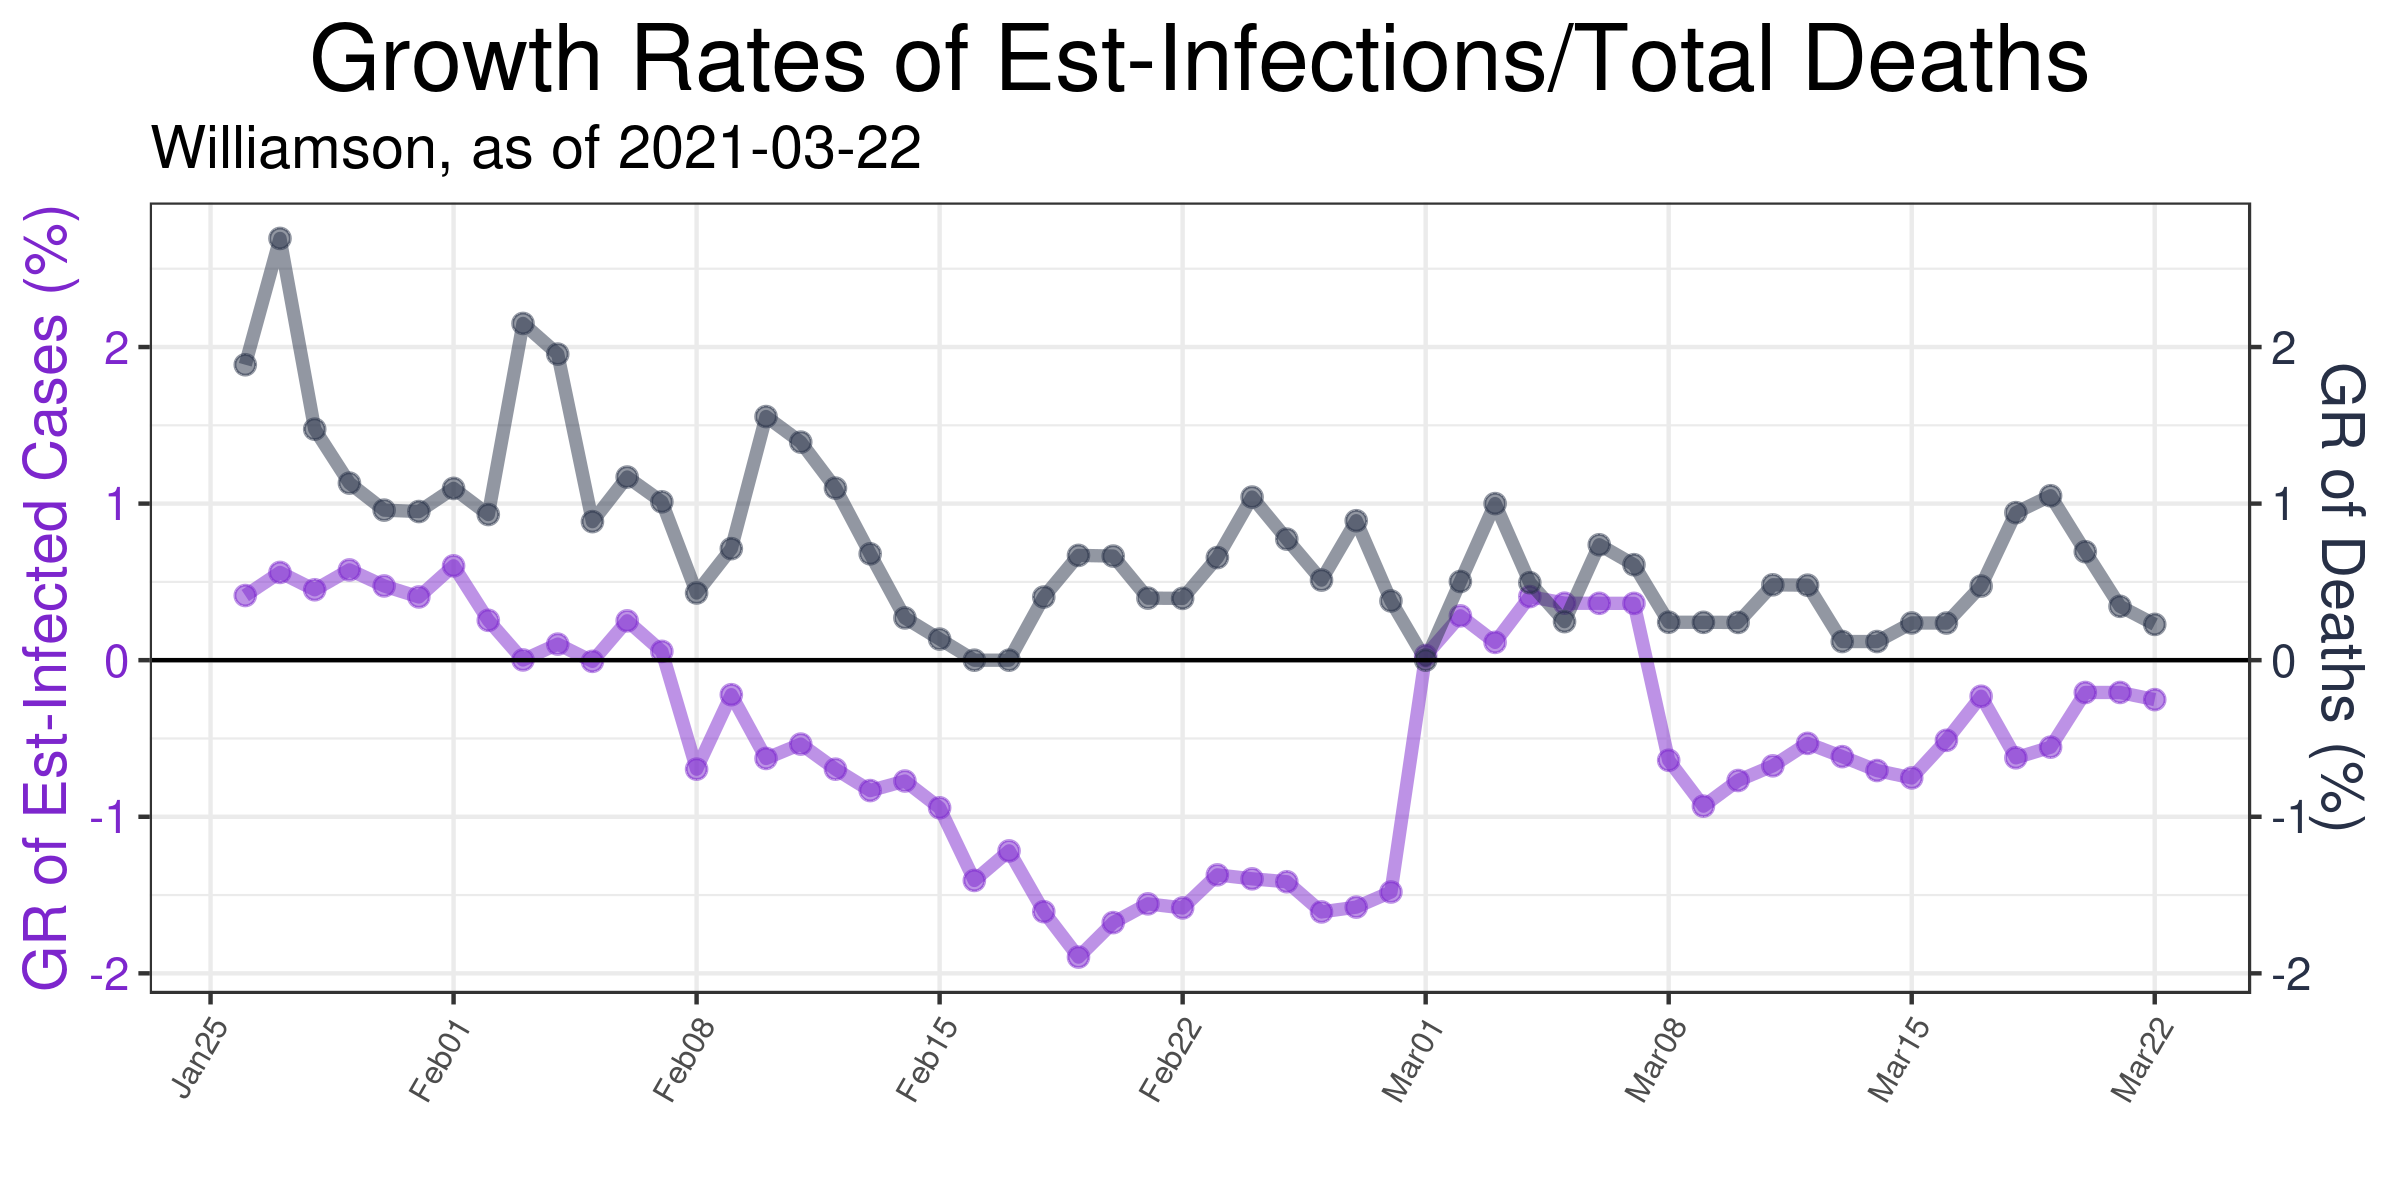 Growth Rates of Est-Infections/Total Deaths
Williamson, as of 2021-03-22
GR of Est-Infected Cases (%)
2
1
0
-1
-2
2
1
0
-1
-2
GR of Deaths (%)
Jan25
Feb01
Feb08
Feb15
Feb22
Mar01
Mar08
Mar15
Mar22